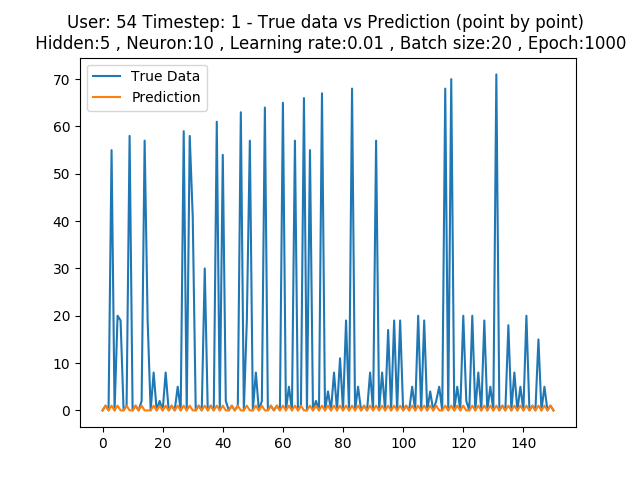 User: 54 Timestep: 1 - True data vs Prediction (point by point)
Hidden:5 , Neuron:10 , Learning rate:0.01 , Batch size:20 , Epoch:1000
True Data
Prediction
70
60
50
40
30
20
10
0
0 20 40 60 80 100 120 140